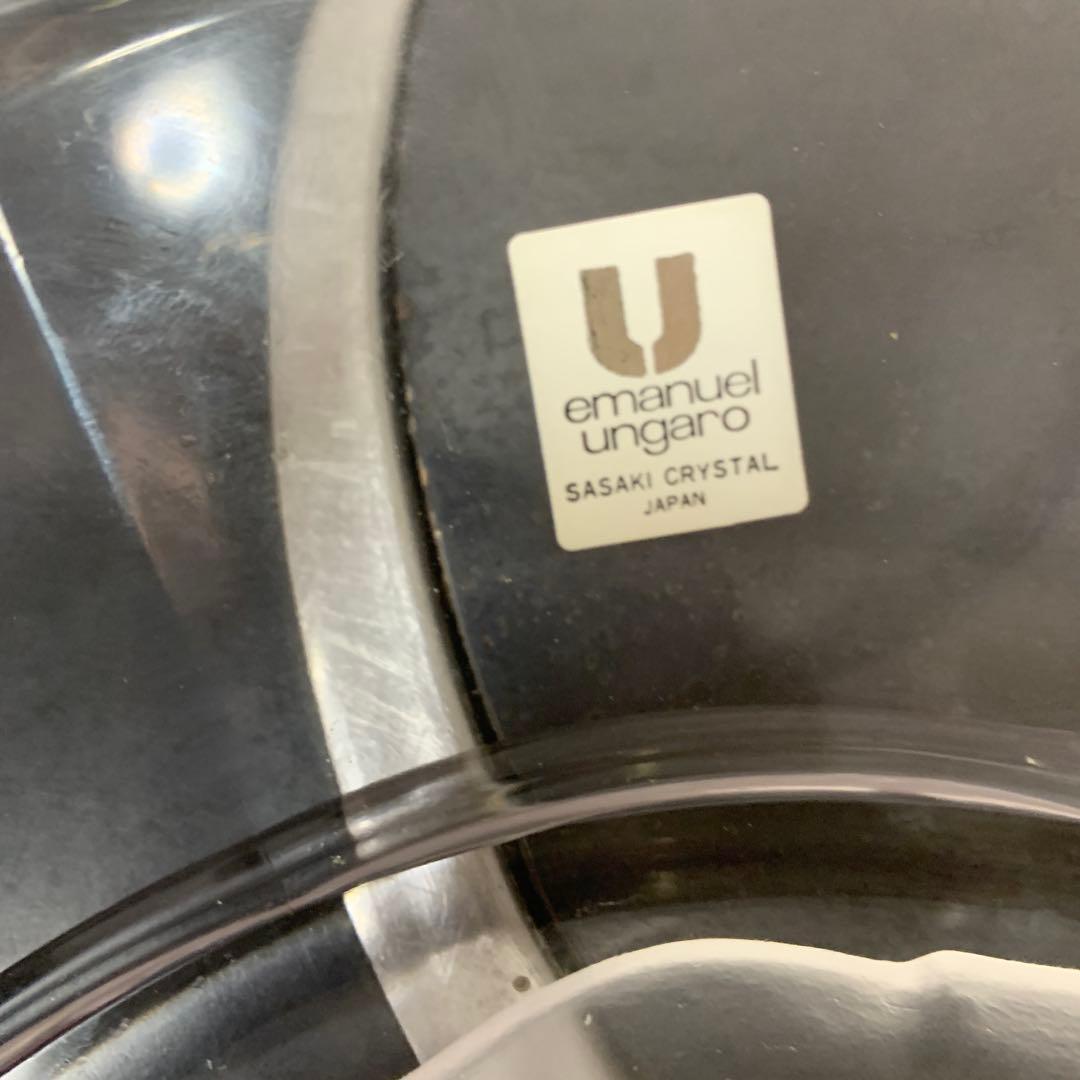 U
emanuel
ungaro
SASAKI CRYSTAL
JAPAN